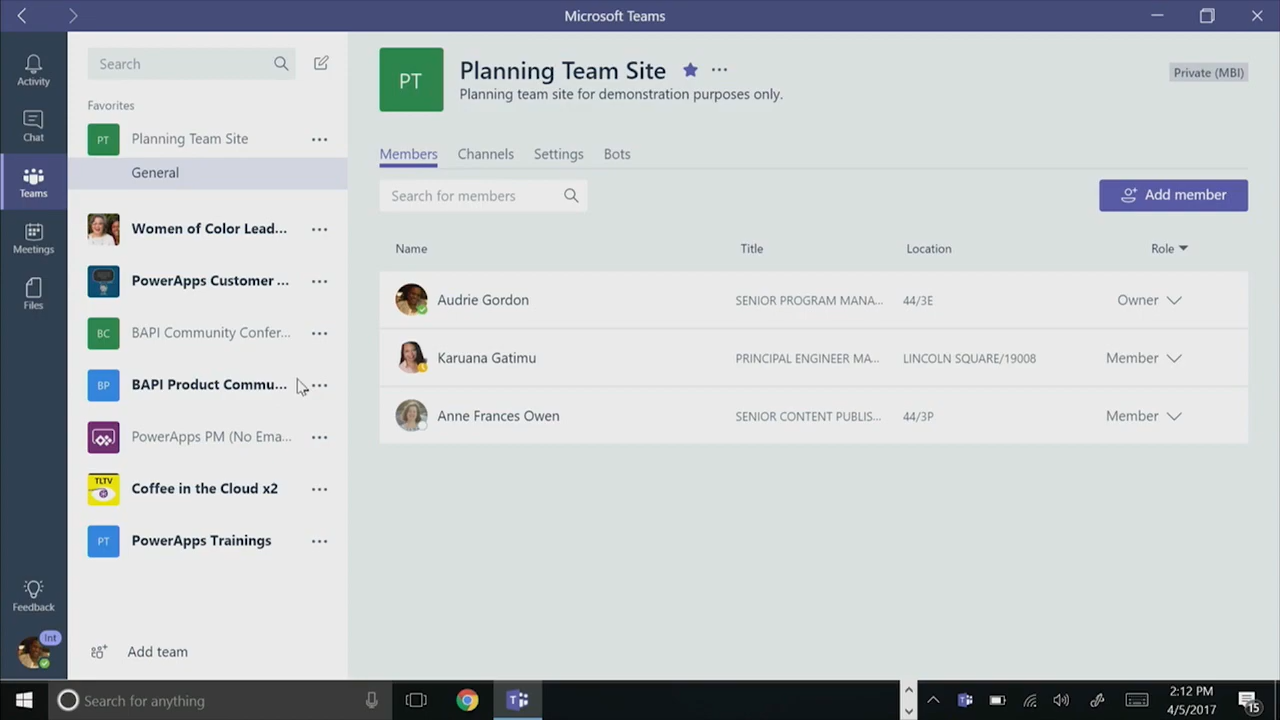 Microsoft Teams
Activity
Chat
Teams
Meetings
Files
Feedback
Int
Search
Favorites
PT Planning Team Site
General
Women of Color Lead...
PowerApps Customer ...
BC BAPI Community Confer...
BP BAPI Product Commu...
PowerApps PM (No Ema...
TLTV Coffee in the Cloud x2
PT PowerApps Trainings
Add team
PT
Planning Team Site
Planning team site for demonstration purposes only.
Private (MBI)
Members Channels Settings Bots
Search for members
Add member
Name Title Location Role
Audrie Gordon SENIOR PROGRAM MANA... 44/3E Owner
Karuana Gatimu PRINCIPAL ENGINEER MA... LINCOLN SQUARE/19008 Member
Anne Frances Owen SENIOR CONTENT PUBLIS... 44/3P Member
Search for anything
2:12 PM
4/5/2017
15